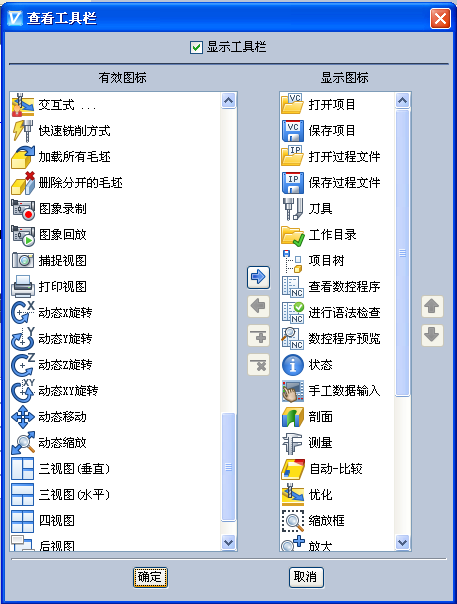 查看工具栏
显示工具栏
有效图标
显示图标
交互式 ...
快速铣削方式
加载所有毛坯
删除分开的毛坯
图象录制
图象回放
捕捉视图
打印视图
动态X旋转
动态Y旋转
动态Z旋转
动态XY旋转
动态移动
动态缩放
三视图(垂直)
三视图(水平)
四视图
后视图
打开项目
保存项目
打开过程文件
保存过程文件
刀具
工作目录
项目树
查看数控程序
进行语法检查
数控程序预览
状态
手工数据输入
剖面
测量
自动-比较
优化
缩放框
放大
确定
取消